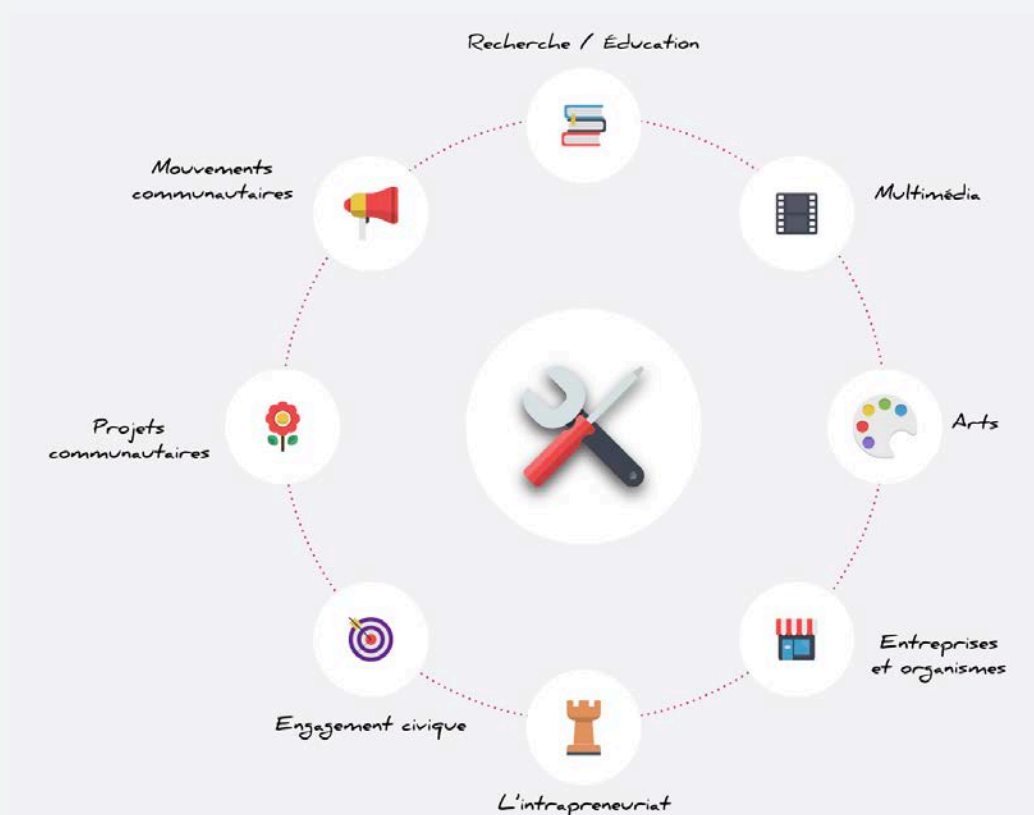 Recherche / Éducation
Mouvements
communautaires
Multimédia
Projets
communautaires
Arts
Entreprises
et organismes
Engagement civique
L'intrapreneuriat